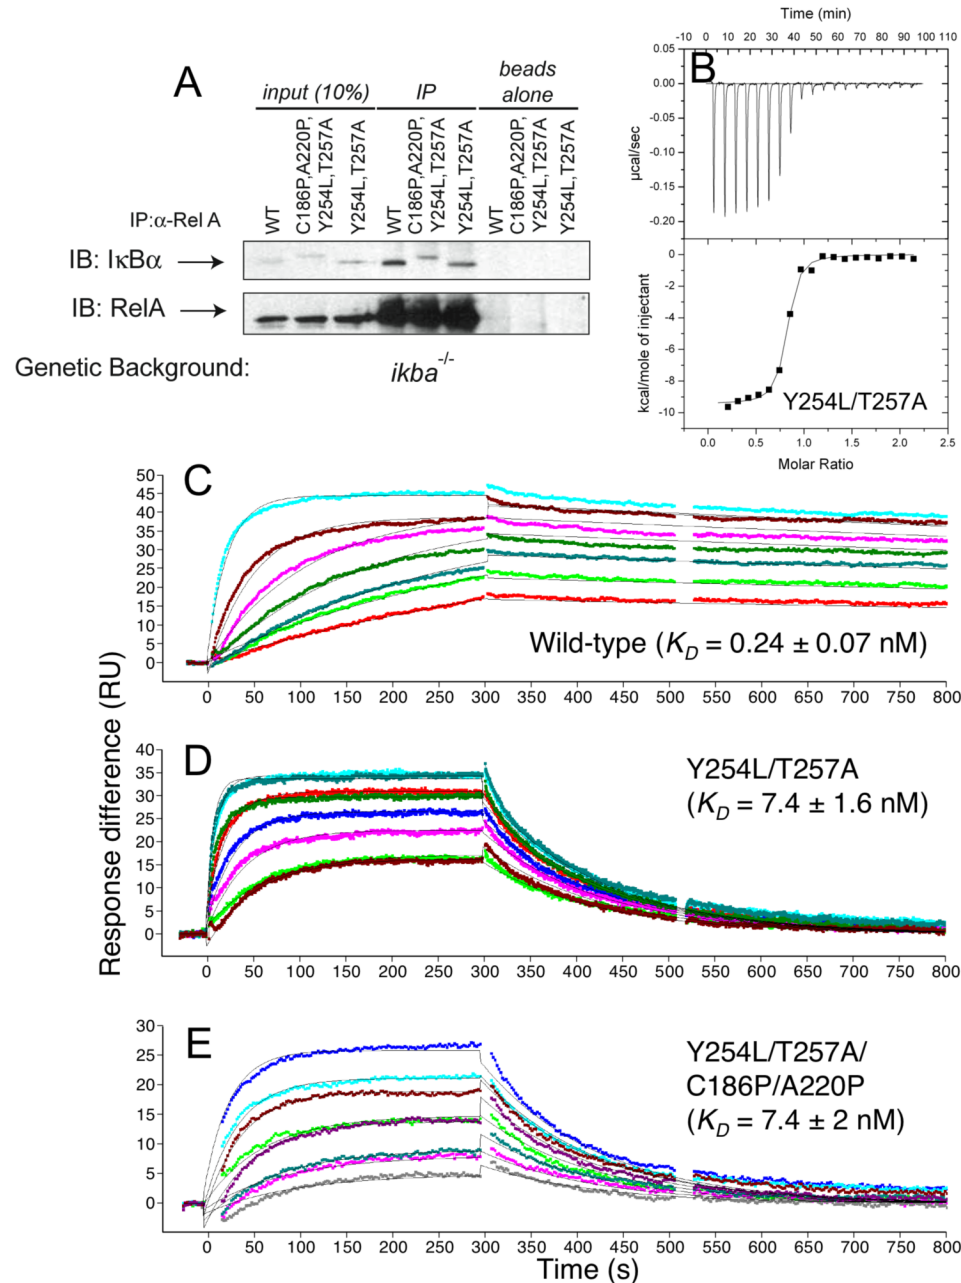 A
input (10%)
IP
beads
alone
IP:α-Rel A
WT
C186P,A220P,
Y254L,T257A
Y254L,T257A
WT
C186P,A220P,
Y254L,T257A
Y254L,T257A
WT
C186P,A220P,
Y254L,T257A
Y254L,T257A
IB: IκBα
IB: RelA
Genetic Background:
ikba-/-
Time (min)
-10 0 10 20 30 40 50 60 70 80 90 100 110
B
0.05
0.00
-0.05
-0.10
-0.15
-0.20
µcal/sec
0
-2
-4
-6
-8
-10
kcal/mole of injectant
Y254L/T257A
0.0 0.5 1.0 1.5 2.0 2.5
Molar Ratio
Response difference (RU)
C
50
45
40
35
30
25
20
15
10
5
0
Wild-type (KD = 0.24 ± 0.07 nM)
0 50 100 150 200 250 300 350 400 450 500 550 600 650 700 750 800
D
40
35
30
25
20
15
10
5
0
Y254L/T257A
(KD = 7.4 ± 1.6 nM)
0 50 100 150 200 250 300 350 400 450 500 550 600 650 700 750 800
E
30
25
20
15
10
5
0
Y254L/T257A/
C186P/A220P
(KD = 7.4 ± 2 nM)
0 50 100 150 200 250 300 350 400 450 500 550 600 650 700 750 800
Time (s)